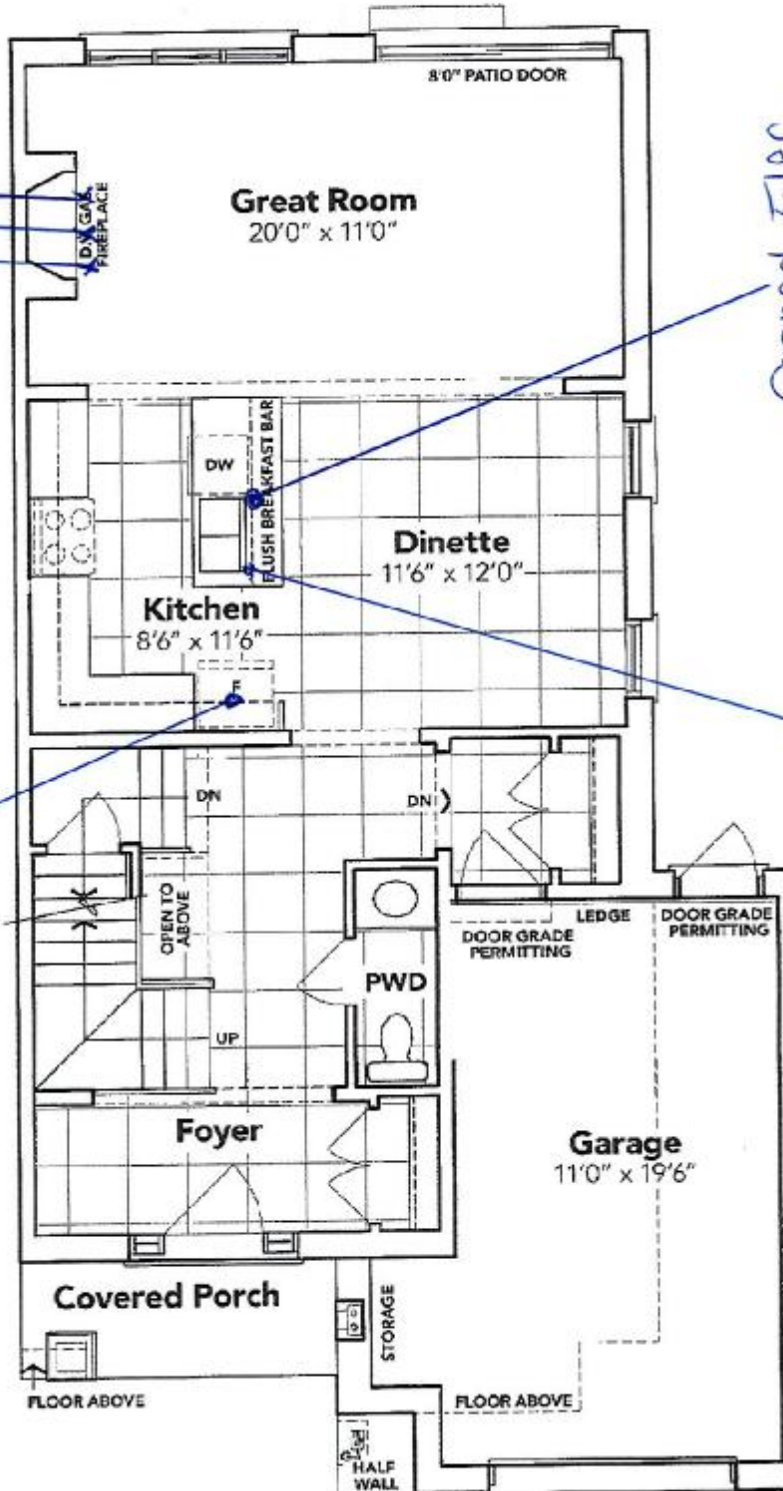 8'0" PATIO DOOR
Great Room
20'0" x 11'0"
D.V. GAS
FIREPLACE
DW
FLUSH BREAKFAST BAR
Dinette
11'6" x 12'0"
Kitchen
8'6" x 11'6"
F
DN
DN
OPEN TO
ABOVE
LEDGE
DOOR GRADE
PERMITTING
DOOR GRADE
PERMITTING
PWD
UP
Foyer
Garage
11'0" x 19'6"
Covered Porch
STORAGE
FLOOR ABOVE
FLOOR ABOVE
HALF
WALL